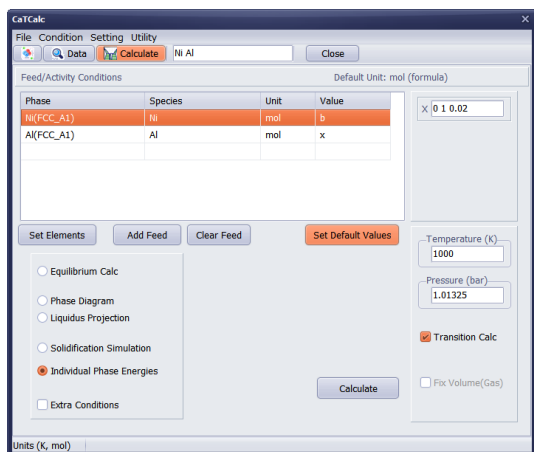 CaTCalc
File Condition Setting Utility
Data Calculate Ni Al Close
Feed/Activity Conditions Default Unit: mol (formula)
Phase Species Unit Value
Ni(FCC_A1) Ni mol b
Al(FCC_A1) Al mol x
X 0 1 0.02
Set Elements Add Feed Clear Feed Set Default Values
Temperature (K)
1000
Equilibrium Calc
Pressure (bar)
1.01325
Phase Diagram
Liquidus Projection
Transition Calc
Solidification Simulation
Individual Phase Energies
Fix Volume(Gas)
Calculate
Extra Conditions
Units (K, mol)